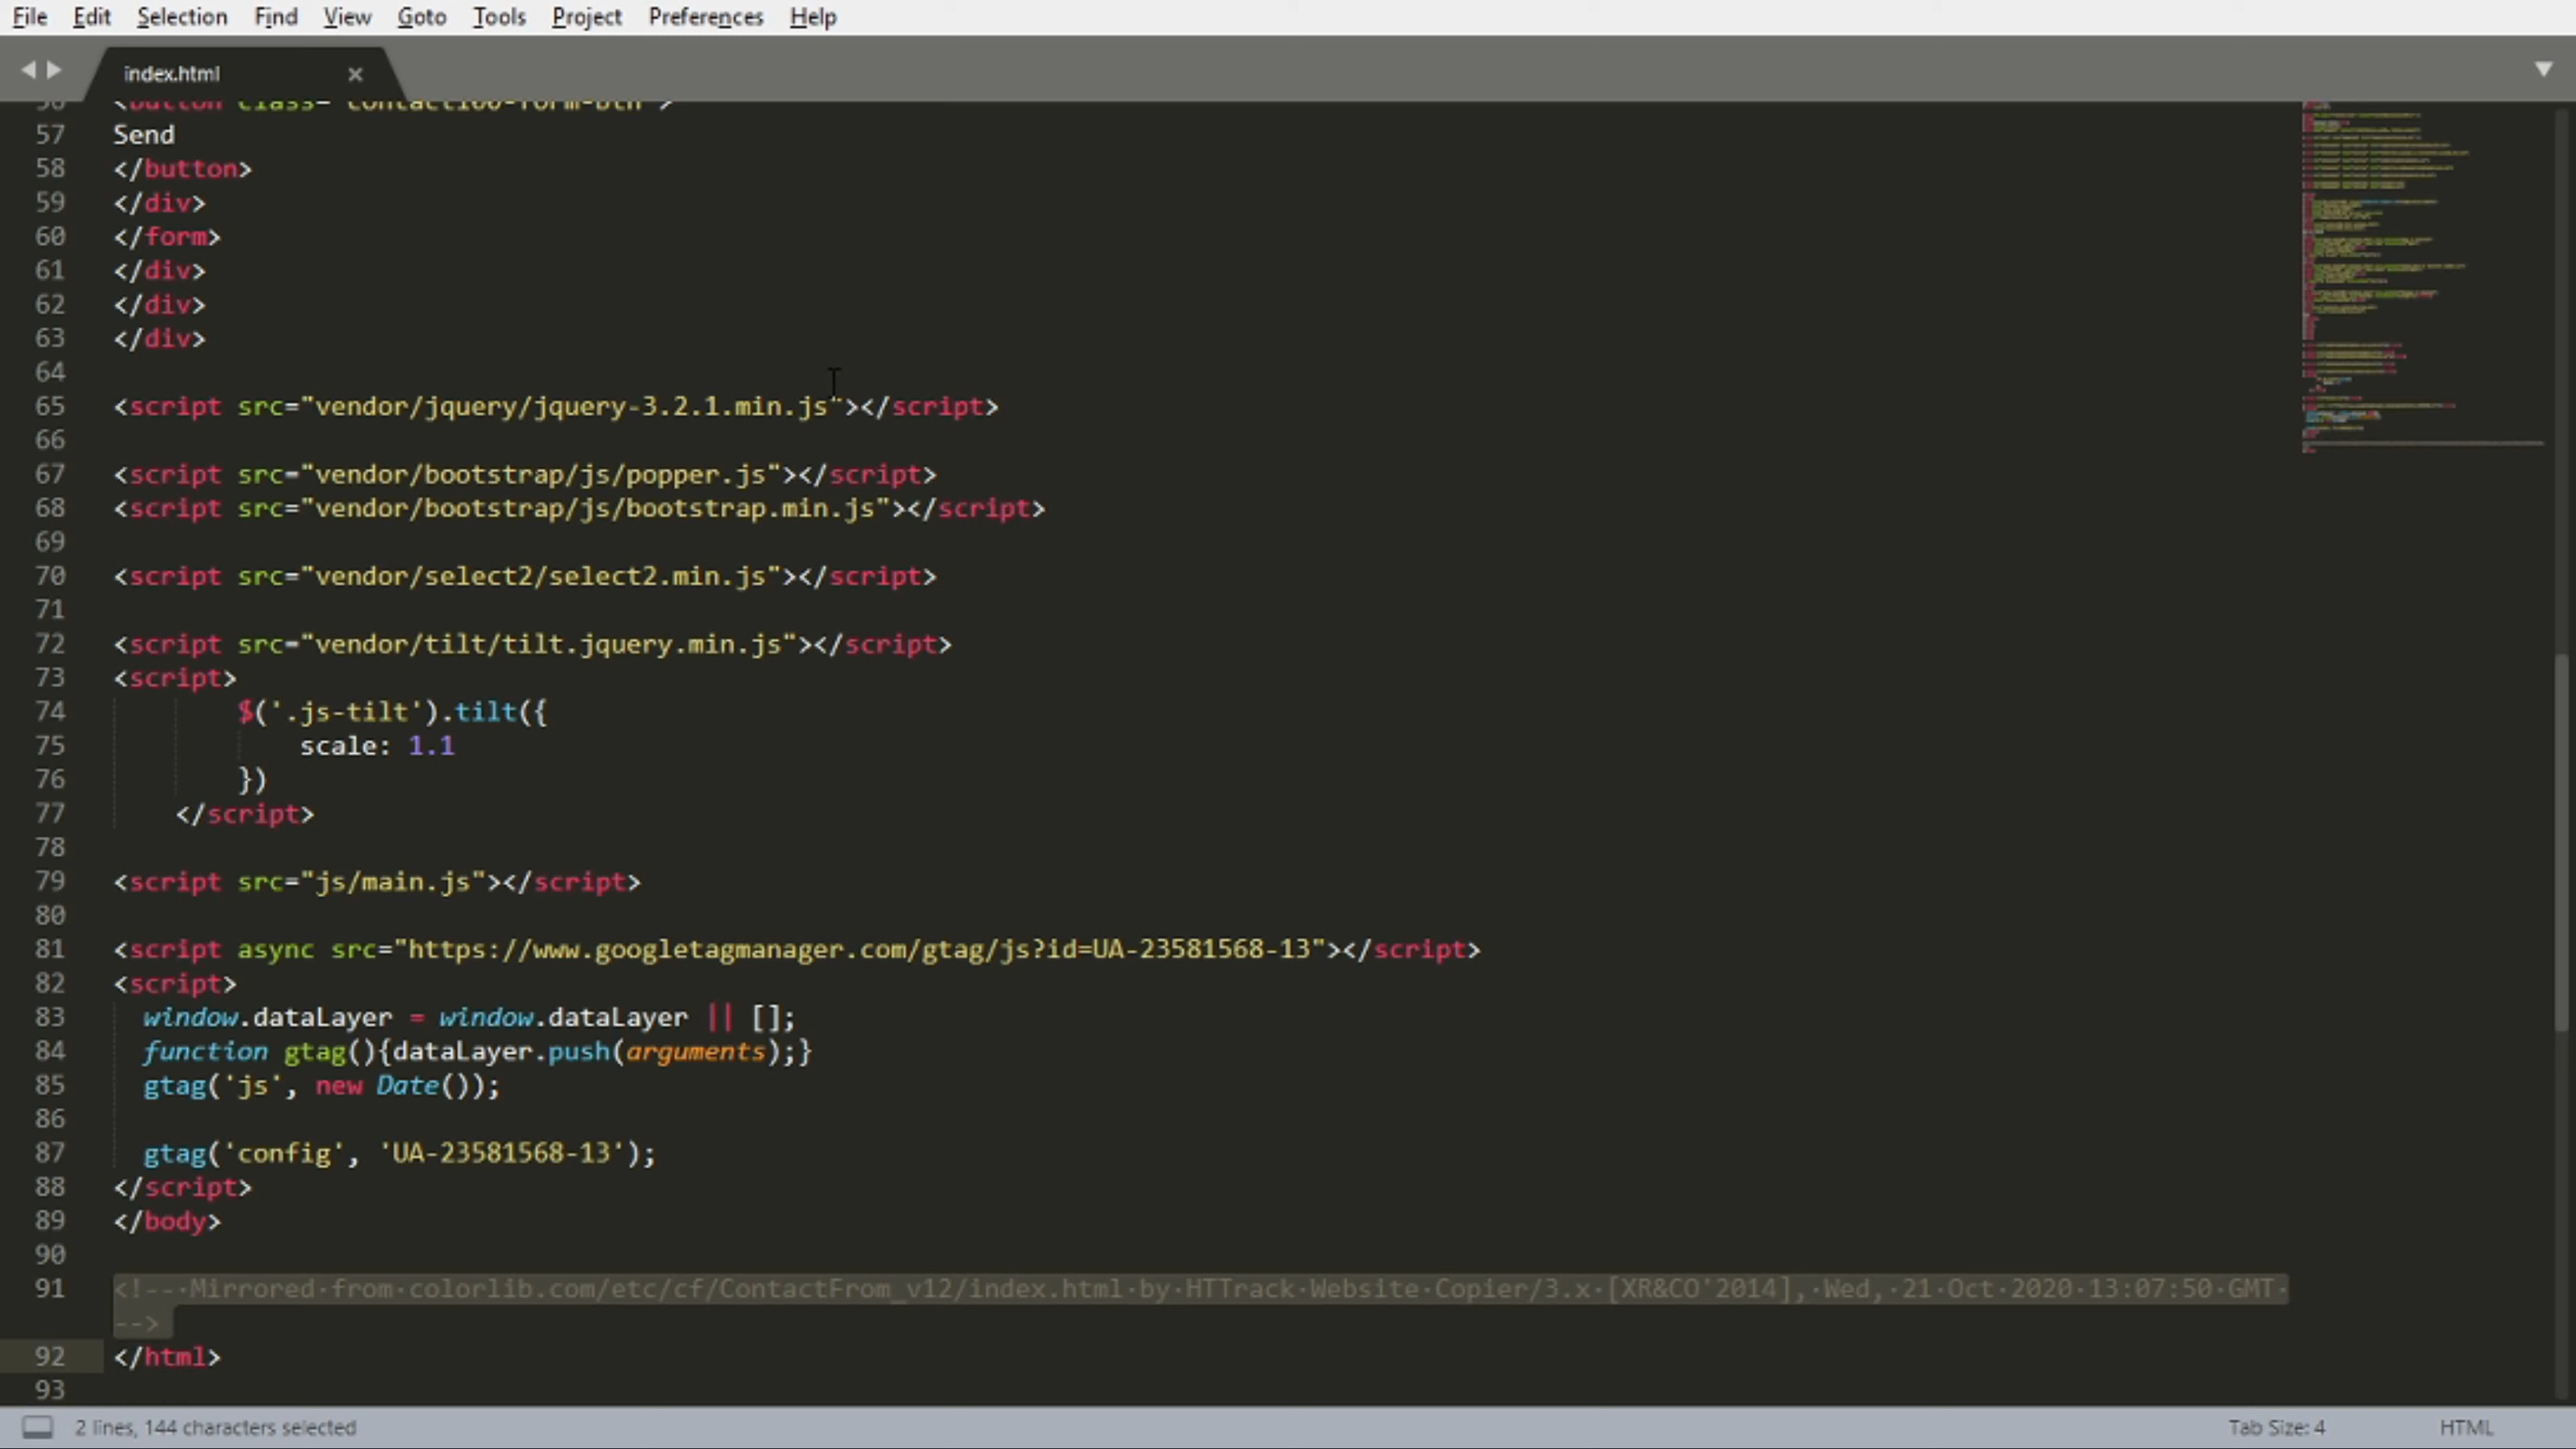 File Edit Selection Find View Goto Tools Project Preferences Help
index.html
56 <button class="contact100-form-btn">
57 Send
58 </button>
59 </div>
60 </form>
61 </div>
62 </div>
63 </div>
64
65 <script src="vendor/jquery/jquery-3.2.1.min.js"></script>
66
67 <script src="vendor/bootstrap/js/popper.js"></script>
68 <script src="vendor/bootstrap/js/bootstrap.min.js"></script>
69
70 <script src="vendor/select2/select2.min.js"></script>
71
72 <script src="vendor/tilt/tilt.jquery.min.js"></script>
73 <script>
74 $('.js-tilt').tilt({
75 scale: 1.1
76 })
77 </script>
78
79 <script src="js/main.js"></script>
80
81 <script async src="https://www.googletagmanager.com/gtag/js?id=UA-23581568-13"></script>
82 <script>
83 window.dataLayer = window.dataLayer || [];
84 function gtag(){dataLayer.push(arguments);}
85 gtag('js', new Date());
86
87 gtag('config', 'UA-23581568-13');
88 </script>
89 </body>
90
91 <!-- Mirrored from colorlib.com/etc/cf/ContactFrom_v12/index.html by HTTrack Website Copier/3.x [XR&CO'2014], Wed, 21 Oct 2020 13:07:50 GMT
-->
92 </html>
93
2 lines, 144 characters selected
Tab Size: 4
HTML